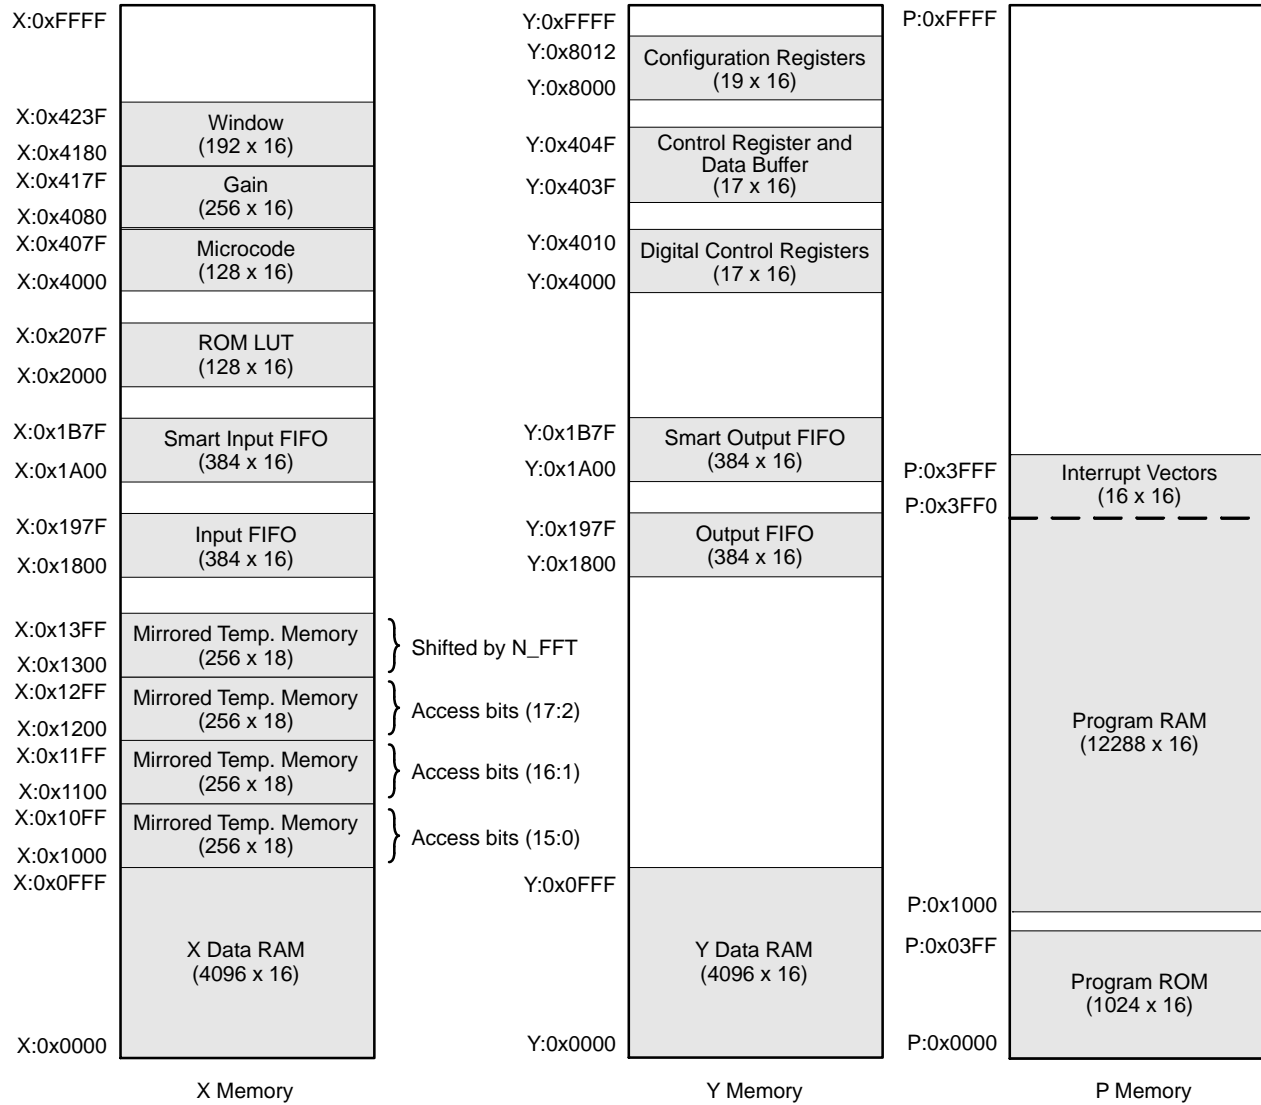 X:0xFFFF
X:0x423F
Window
(192 x 16)
X:0x4180
X:0x417F
Gain
(256 x 16)
X:0x4080
X:0x407F
Microcode
(128 x 16)
X:0x4000
X:0x207F
ROM LUT
(128 x 16)
X:0x2000
X:0x1B7F
Smart Input FIFO
(384 x 16)
X:0x1A00
X:0x197F
Input FIFO
(384 x 16)
X:0x1800
X:0x13FF
Mirrored Temp. Memory
(256 x 18)
X:0x1300
Shifted by N_FFT
X:0x12FF
Mirrored Temp. Memory
(256 x 18)
X:0x1200
Access bits (17:2)
X:0x11FF
Mirrored Temp. Memory
(256 x 18)
X:0x1100
Access bits (16:1)
X:0x10FF
Mirrored Temp. Memory
(256 x 18)
X:0x1000
Access bits (15:0)
X:0x0FFF
X Data RAM
(4096 x 16)
X:0x0000
X Memory
Y:0xFFFF
Y:0x8012
Configuration Registers
(19 x 16)
Y:0x8000
Y:0x404F
Control Register and
Data Buffer
(17 x 16)
Y:0x403F
Y:0x4010
Digital Control Registers
(17 x 16)
Y:0x4000
Y:0x1B7F
Smart Output FIFO
(384 x 16)
Y:0x1A00
Y:0x197F
Output FIFO
(384 x 16)
Y:0x1800
Y:0x0FFF
Y Data RAM
(4096 x 16)
Y:0x0000
Y Memory
P:0xFFFF
P:0x3FFF
Interrupt Vectors
(16 x 16)
P:0x3FF0
Program RAM
(12288 x 16)
P:0x1000
P:0x03FF
Program ROM
(1024 x 16)
P:0x0000
P Memory